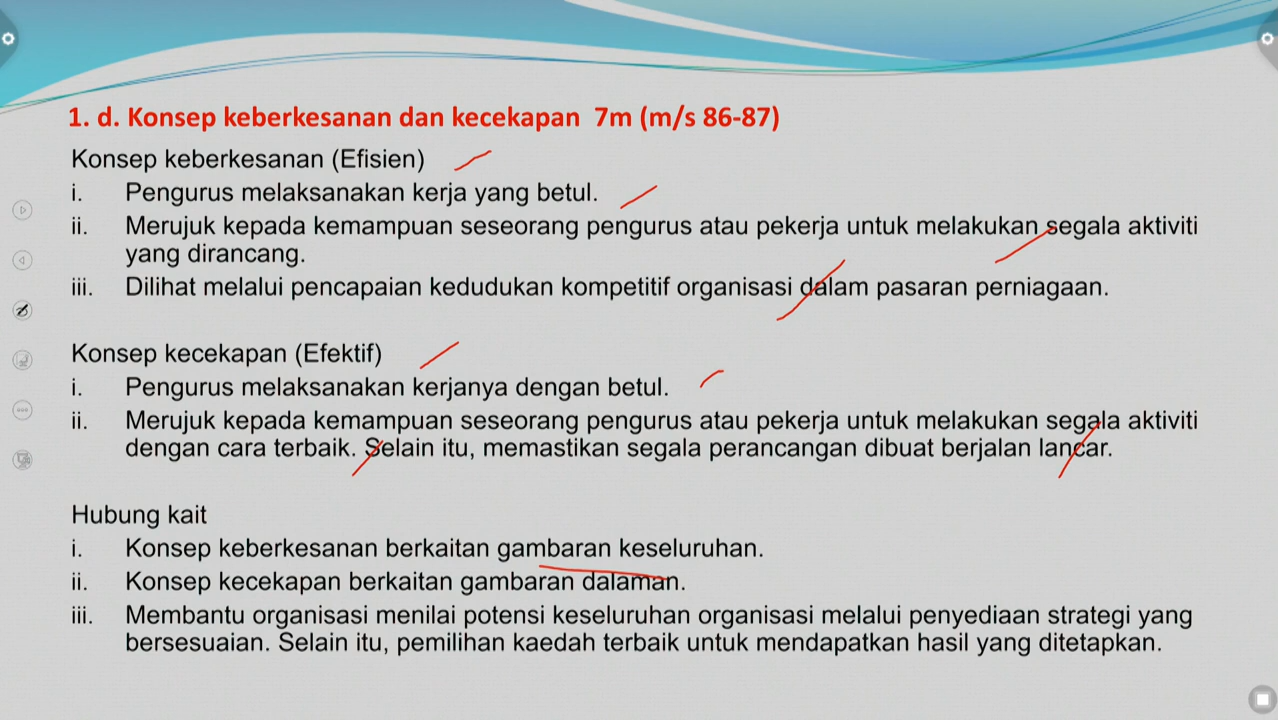 1. d. Konsep keberkesanan dan kecekapan 7m (m/s 86-87)
Konsep keberkesanan (Efisien)
i. Pengurus melaksanakan kerja yang betul.
ii. Merujuk kepada kemampuan seseorang pengurus atau pekerja untuk melakukan segala aktiviti
yang dirancang.
iii. Dilihat melalui pencapaian kedudukan kompetitif organisasi dalam pasaran perniagaan.
Konsep kecekapan (Efektif)
i. Pengurus melaksanakan kerjanya dengan betul.
ii. Merujuk kepada kemampuan seseorang pengurus atau pekerja untuk melakukan segala aktiviti
dengan cara terbaik. Selain itu, memastikan segala perancangan dibuat berjalan lancar.
Hubung kait
i. Konsep keberkesanan berkaitan gambaran keseluruhan.
ii. Konsep kecekapan berkaitan gambaran dalaman.
iii. Membantu organisasi menilai potensi keseluruhan organisasi melalui penyediaan strategi yang
bersesuaian. Selain itu, pemilihan kaedah terbaik untuk mendapatkan hasil yang ditetapkan.